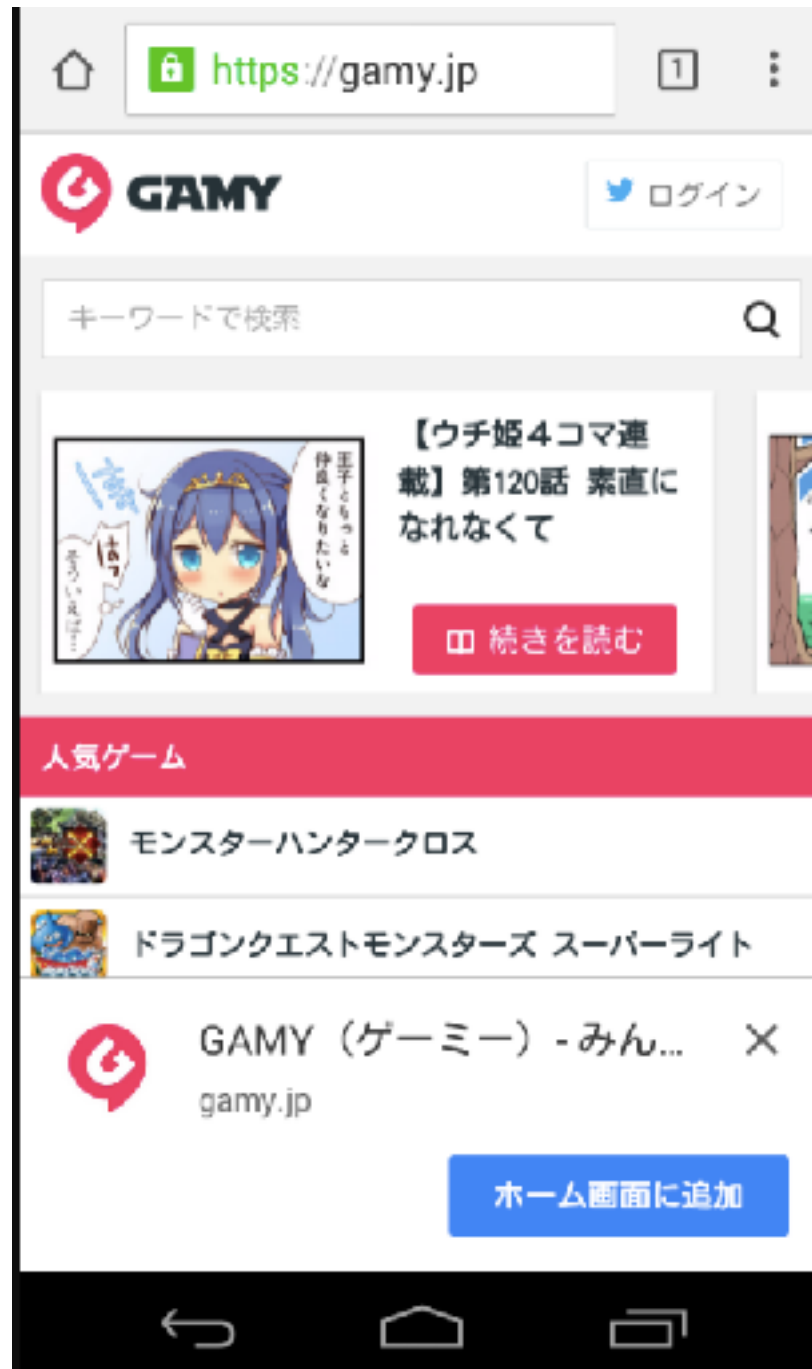 https://gamy.jp
1
GAMY
ログイン
キーワードで検索
【ウチ姫4コマ連
載】第120話 素直に
なれなくて
王子ともっと
仲良くなりたいな
あっ
そういえば…
続きを読む
人気ゲーム
モンスターハンタークロス
ドラゴンクエストモンスターズ スーパーライト
GAMY（ゲーミー）- みん...
gamy.jp
ホーム画面に追加